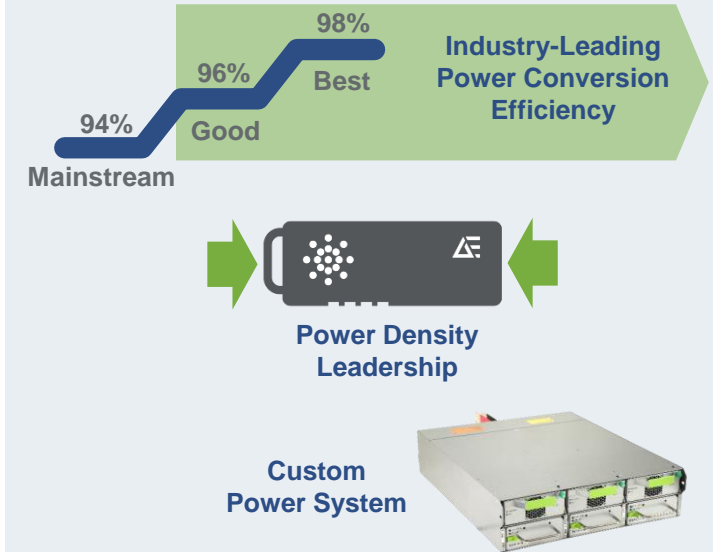 98%
Best
96%
Good
94%
Mainstream
Industry-Leading
Power Conversion
Efficiency
Æ
Power Density
Leadership
Custom
Power System